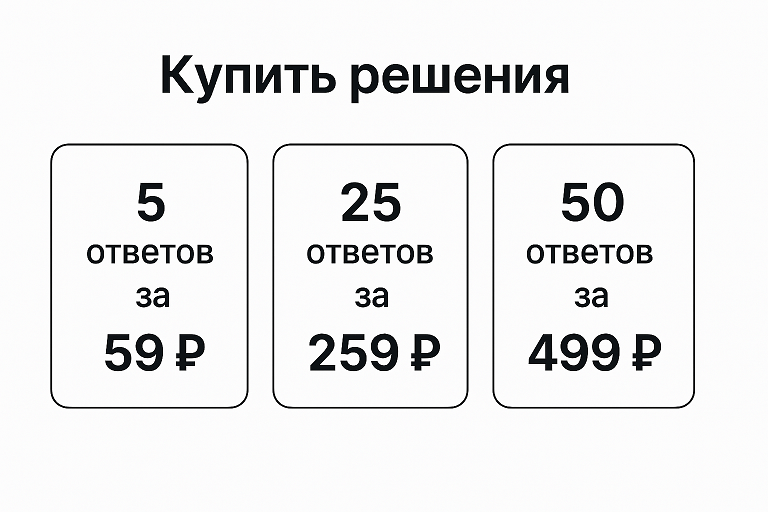 Купить решения
5
ответов
за
59 ₽
25
ответов
за
259 ₽
50
ответов
за
499 ₽